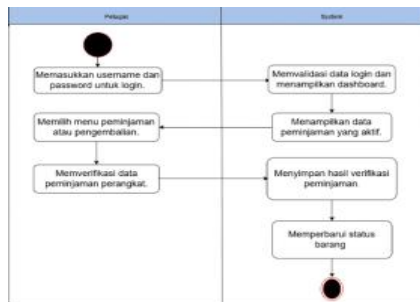 Petugas
System
Memasukkan username dan
password untuk login.
Memvalidasi data login dan
menampilkan dashboard.
Memilih menu peminjaman
atau pengembalian.
Menampilkan data
peminjaman yang aktif.
Memverifikasi data
peminjaman perangkat.
Menyimpan hasil verifikasi
peminjaman
Memperbarui status
barang